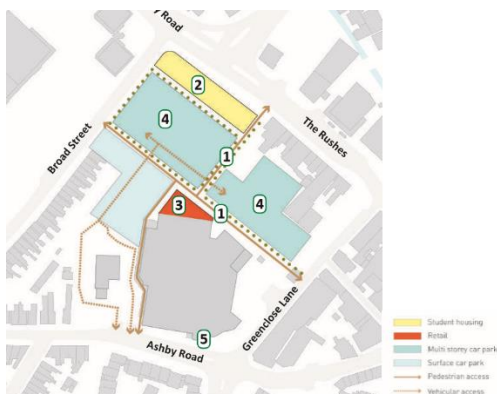 y Road
2
4
Broad Street
The Rushes
1
4
3
1
Greenclose Lane
5
Ashby Road
Student housing
Retail
Multi storey car park
Surface car park
Pedestrian access
Vehicular access